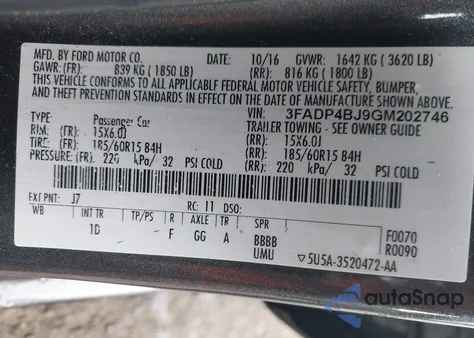 MFD. BY FORD MOTOR CO. DATE: 10/16 GVWR: 1642 KG ( 3620 LB)
GAWR: (FR): 839 KG ( 1850 LB) (RR): 816 KG ( 1800 LB)
THIS VEHICLE CONFORMS TO ALL APPLICABLE FEDERAL MOTOR VEHICLE SAFETY, BUMPER,
AND THEFT PREVENTION STANDARDS IN EFFECT ON THE DATE OF MANUFACTURE SHOWN ABOVE.
VIN: 3FADP4BJ9GM202746
TYPE: Passenger Car TRAILER TOWING - SEE OWNER GUIDE
RIM: (FR): 15X6.0J (RR): 15X6.0J
TIRE: (FR): 185/60R15 84H (RR): 185/60R15 84H
PRESSURE: (FR): 220 kPa/ 32 PSI COLD (RR): 220 kPa/ 32 PSI COLD
EXT PNT: J7 RC: 11 DSO:
WB INT TR TP/PS R AXLE TR SPR F0070
1D F GG A BBBB R0090
UMU ▽5U5A-3520472-AA
autoSnap